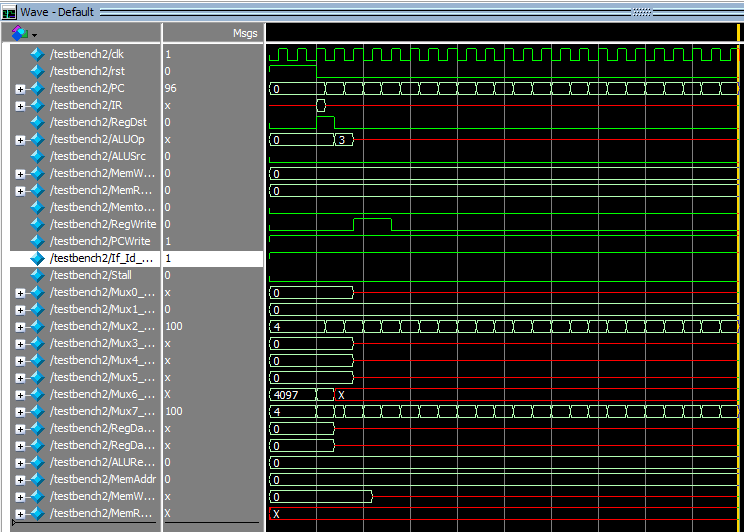 Wave - Default
Msgs
/testbench2/clk 1
/testbench2/rst 0
/testbench2/PC 96 0
/testbench2/IR x
/testbench2/RegDst 0
/testbench2/ALUOp x 0 3
/testbench2/ALUSrc 0
/testbench2/MemW... 0 0
/testbench2/MemR... 0 0
/testbench2/Memto... 0
/testbench2/RegWrite 0
/testbench2/PCWrite 1
/testbench2/If_Id_... 1
/testbench2/Stall 0
/testbench2/Mux0_... x 0
/testbench2/Mux1_... 0 0
/testbench2/Mux2_... 100 4
/testbench2/Mux3_... x 0
/testbench2/Mux4_... x 0
/testbench2/Mux5_... x 0
/testbench2/Mux6_... X 4097 X
/testbench2/Mux7_... 100 4
/testbench2/RegDa... x 0
/testbench2/RegDa... x 0
/testbench2/ALURe... 0 0
/testbench2/MemAddr 0 0
/testbench2/MemW... x 0
/testbench2/MemR... X X